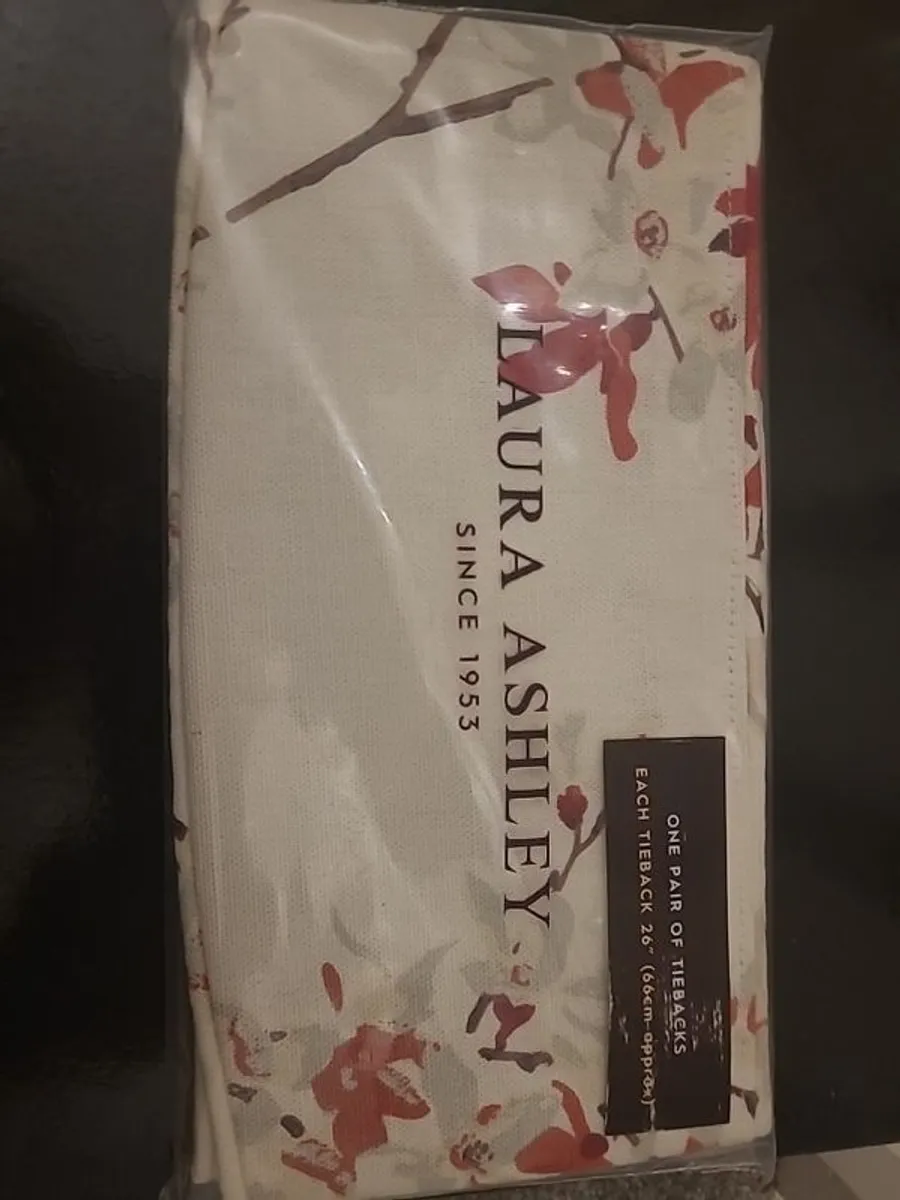 LAURA ASHLEY
SINCE 1953
ONE PAIR OF TIEBACKS
EACH TIEBACK 26" (66cm approx)